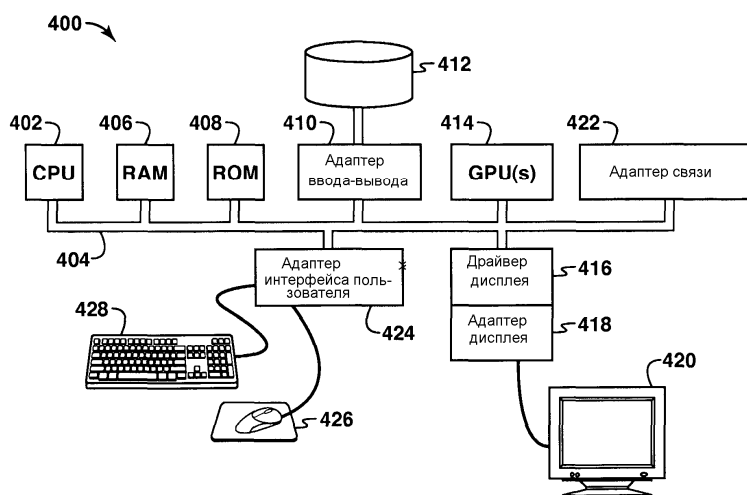 400
412
402
406
408
410
414
422
CPU
RAM
ROM
Адаптер
ввода-вывода
GPU(s)
Адаптер связи
404
Адаптер
интерфейса поль-
зователя
Драйвер
дисплея
416
428
424
Адаптер
дисплея
418
420
426